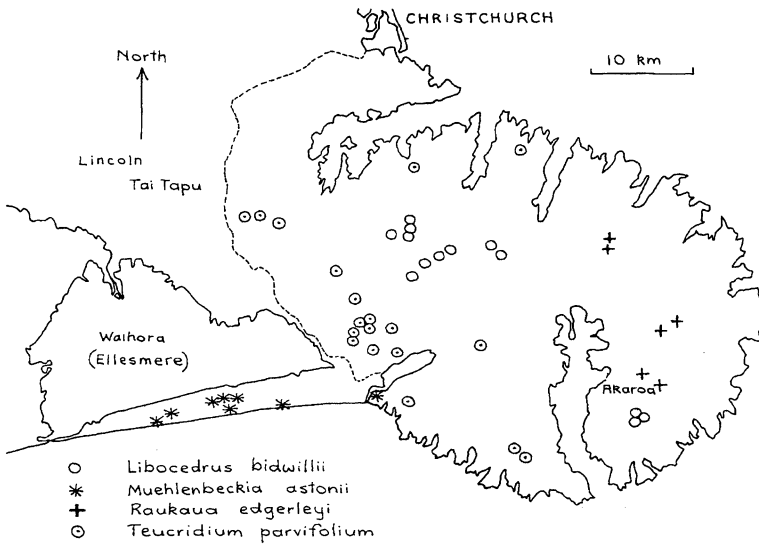 CHRISTCHURCH
North
10 km
Lincoln
Tai Tapu
Waihora
(Ellesmere)
Akaroa
Libocedrus bidwillii
Muehlenbeckia astonii
Raukaua edgerleyi
Teucridium parvifolium